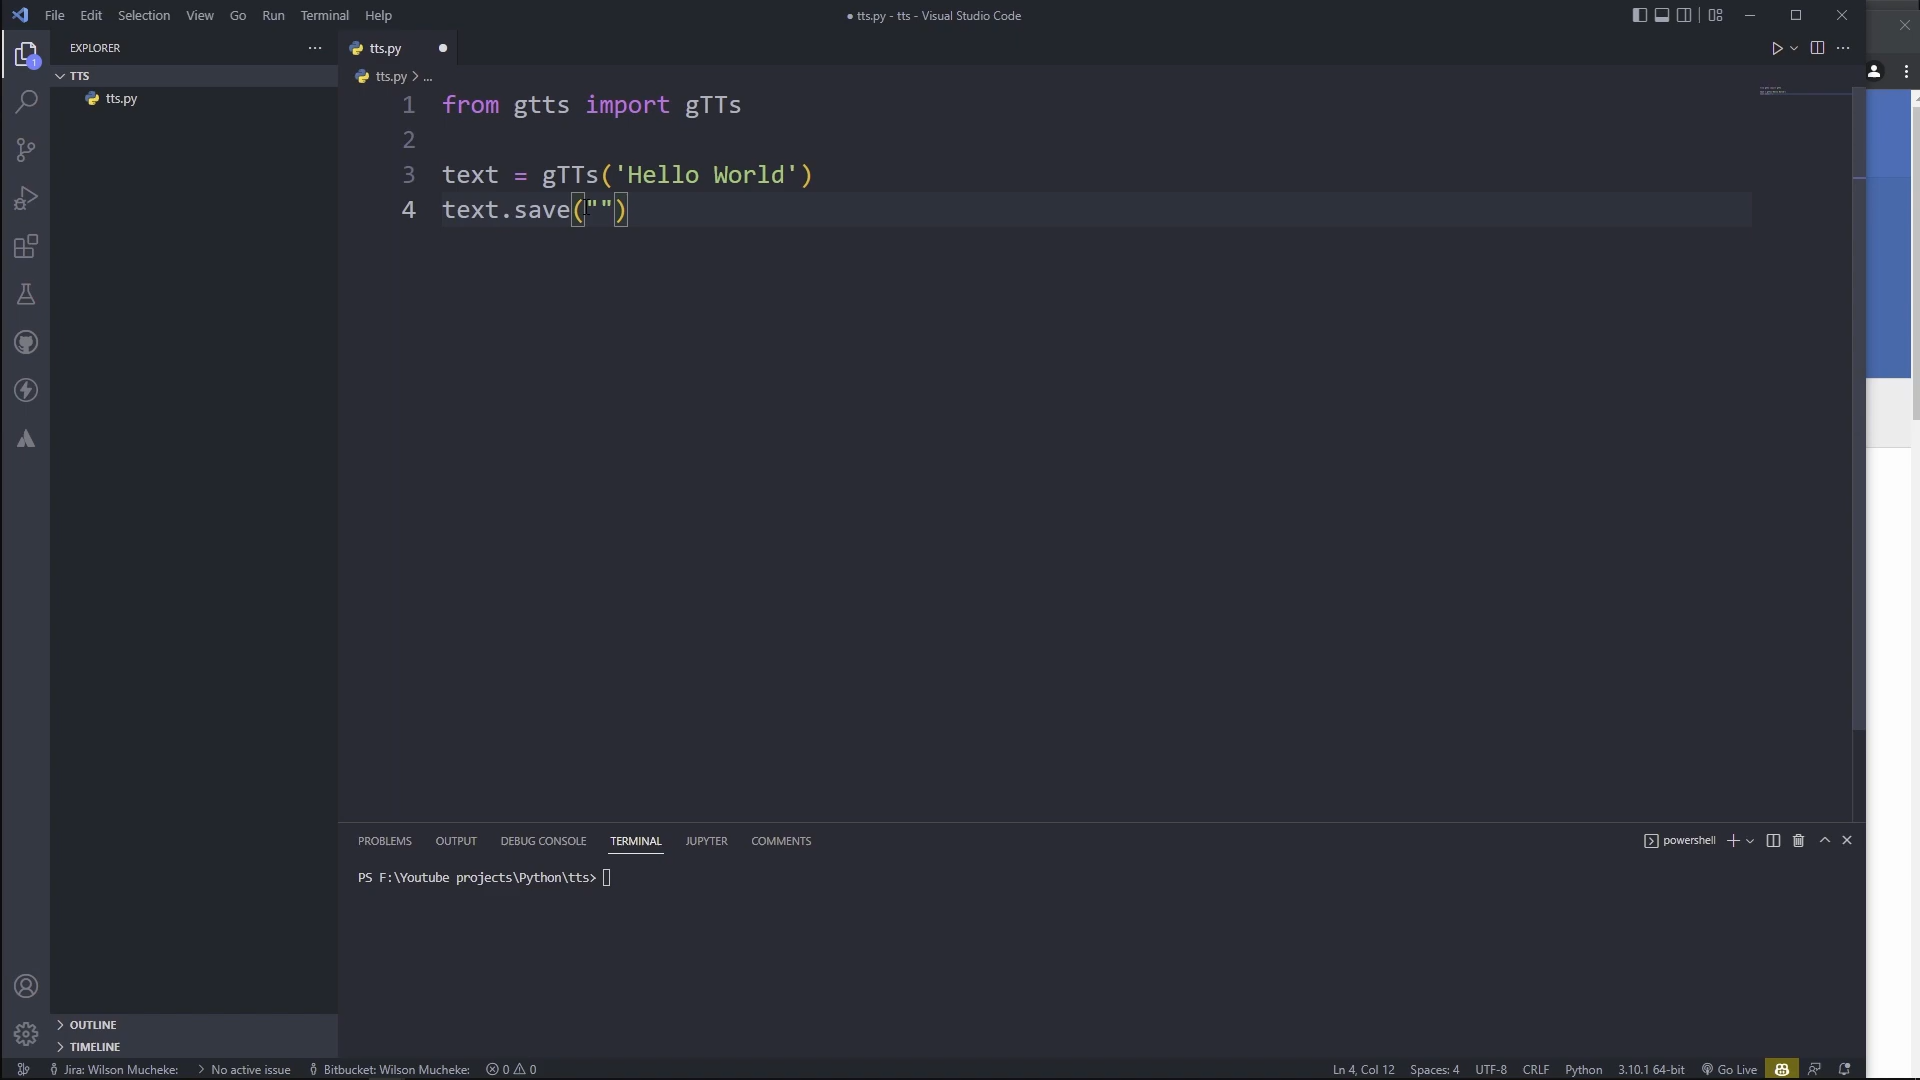 File Edit Selection View Go Run Terminal Help
● tts.py - tts - Visual Studio Code
EXPLORER ···
tts.py
1
TTS
tts.py > ...
tts.py
1 from gtts import gTTs
2
3 text = gTTs('Hello World')
4 text.save("")
PROBLEMS OUTPUT DEBUG CONSOLE TERMINAL JUPYTER COMMENTS
powershell
PS F:\Youtube projects\Python\tts>
OUTLINE
TIMELINE
Jira: Wilson Mucheke: > No active issue Bitbucket: Wilson Mucheke: 0 0
Ln 4, Col 12 Spaces: 4 UTF-8 CRLF Python 3.10.1 64-bit Go Live